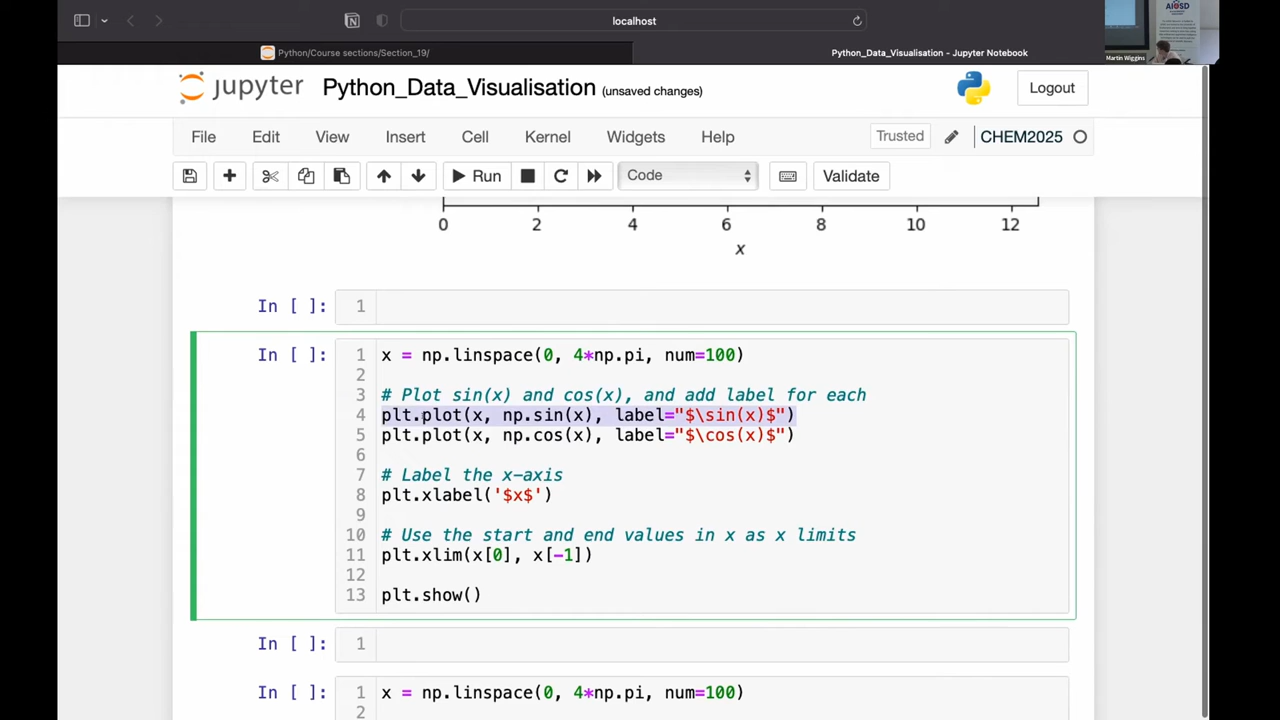 localhost
Python/Course sections/Section_19/
Python_Data_Visualisation - Jupyter Notebook
AI4SD
Martin Wiggins
jupyter Python_Data_Visualisation (unsaved changes)
Logout
File Edit View Insert Cell Kernel Widgets Help
Trusted
CHEM2025
Run
Code
Validate
0 2 4 6 8 10 12
x
In [ ]: 1
In [ ]: 1 x = np.linspace(0, 4*np.pi, num=100)
2
3 # Plot sin(x) and cos(x), and add label for each
4 plt.plot(x, np.sin(x), label="$\sin(x)$")
5 plt.plot(x, np.cos(x), label="$\cos(x)$")
6
7 # Label the x-axis
8 plt.xlabel('$x$')
9
10 # Use the start and end values in x as x limits
11 plt.xlim(x[0], x[-1])
12
13 plt.show()
In [ ]: 1
In [ ]: 1 x = np.linspace(0, 4*np.pi, num=100)
2